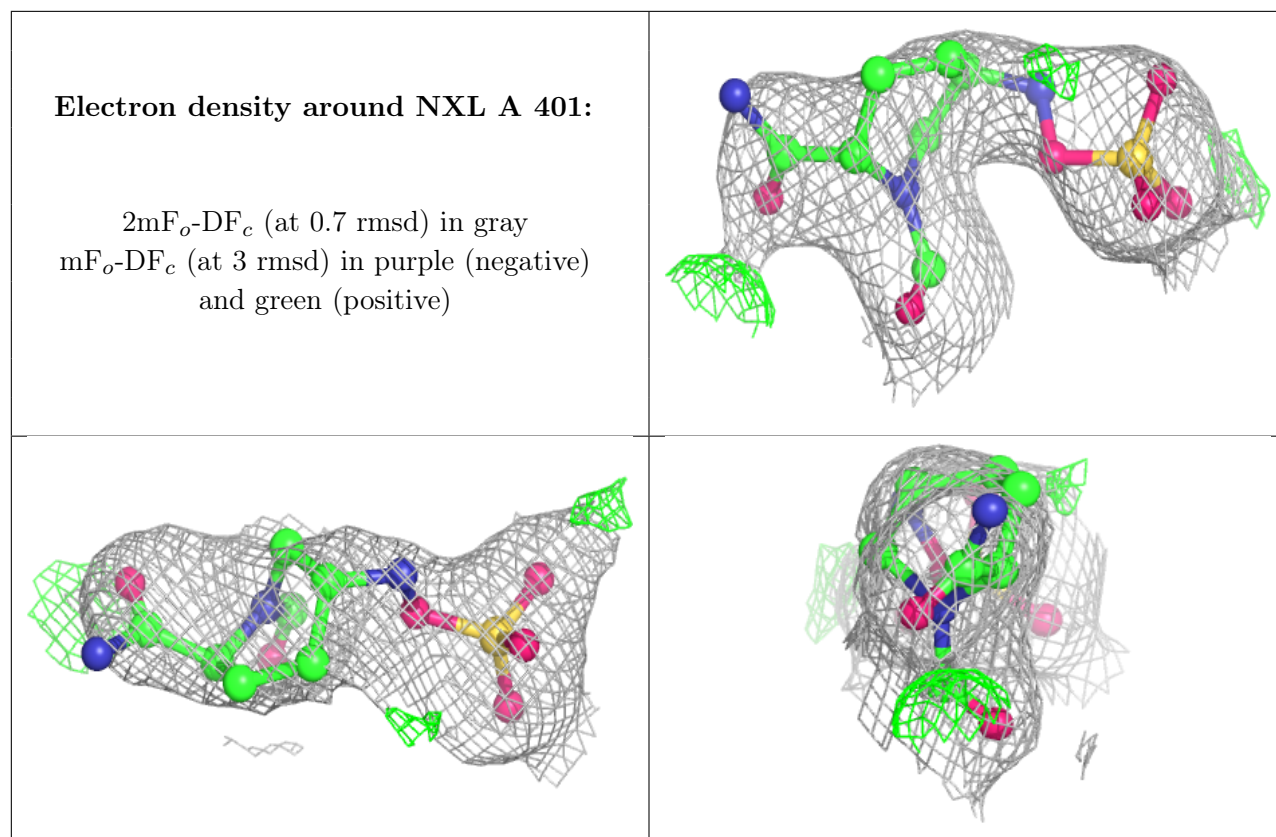 Electron density around NXL A 401:
2mFₒ-DF𝒸 (at 0.7 rmsd) in gray
mFₒ-DF𝒸 (at 3 rmsd) in purple (negative)
and green (positive)